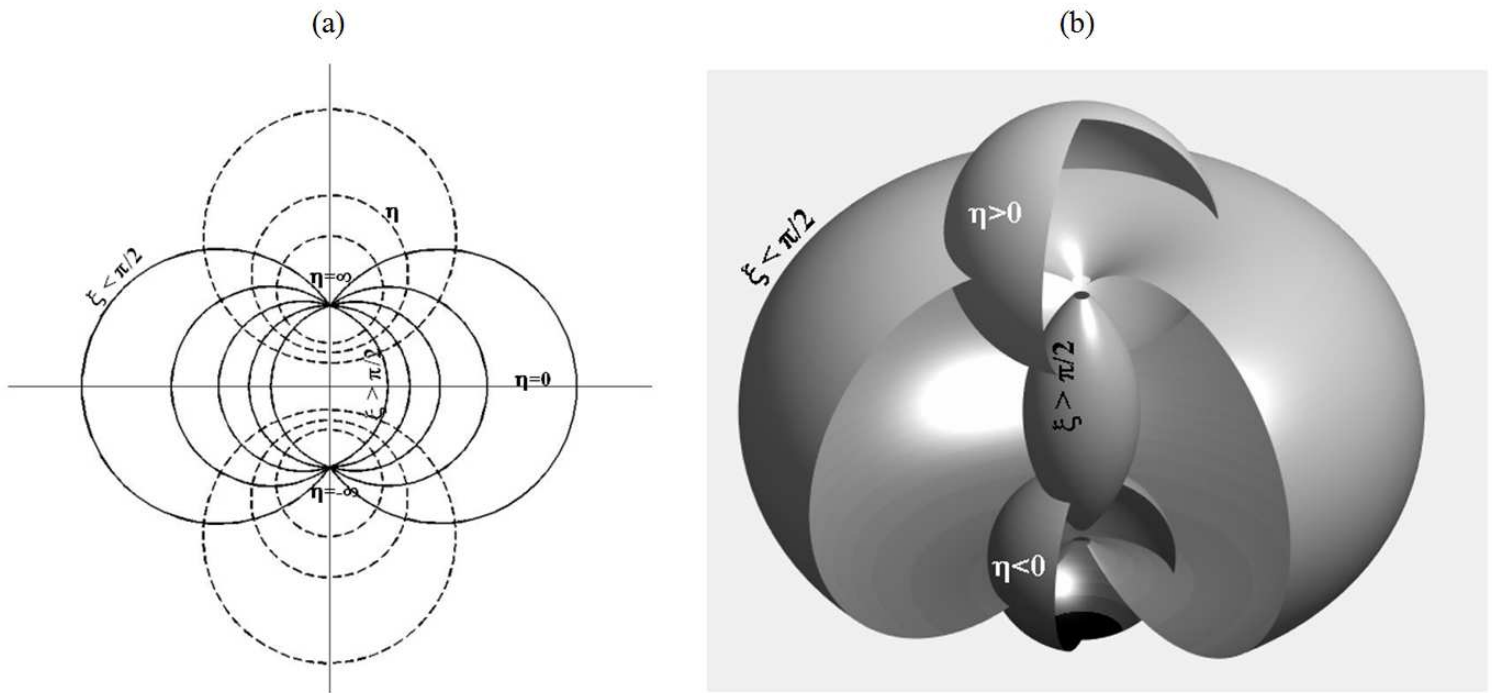 (a)
(b)
ξ < π/2
η
η=∞
ξ > π/2
η=0
η=-∞
ξ < π/2
η>0
ξ > π/2
η<0